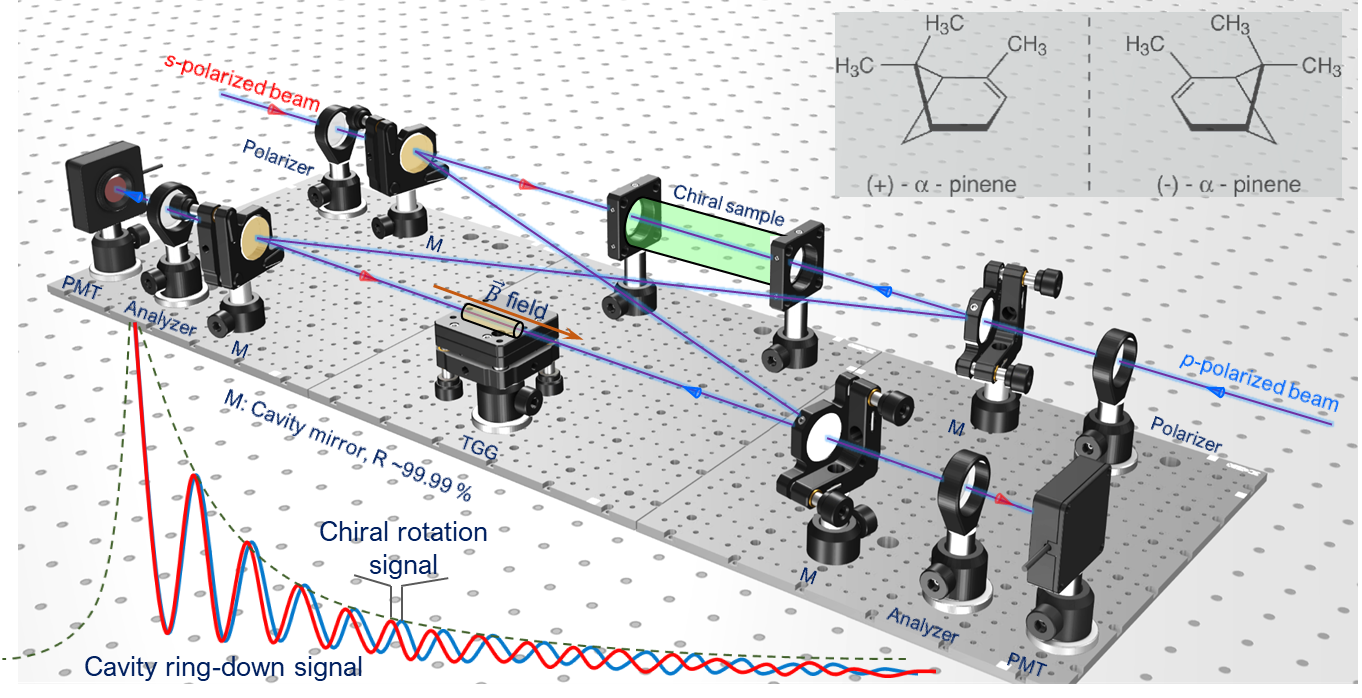 H₃C
CH₃
H₃C
CH₃
H₃C
CH₃
(+) - α - pinene
(-) - α - pinene
s-polarized beam
Polarizer
M
Chiral sample
PMT
Analyzer
M
B⃗ field
p-polarized beam
Polarizer
M
TGG
M: Cavity mirror, R ~99.99 %
Chiral rotation
signal
M
Analyzer
PMT
Cavity ring-down signal